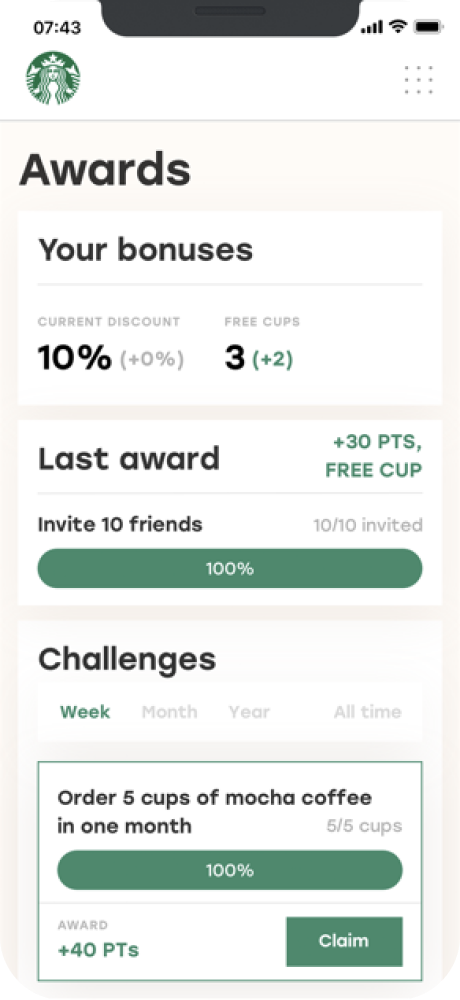 07:43
Awards
Your bonuses
CURRENT DISCOUNT FREE CUPS
10% (+0%) 3 (+2)
Last award
+30 PTS,
FREE CUP
Invite 10 friends 10/10 invited
100%
Challenges
Week Month Year All time
Order 5 cups of mocha coffee
in one month 5/5 cups
100%
AWARD
+40 PTs
Claim